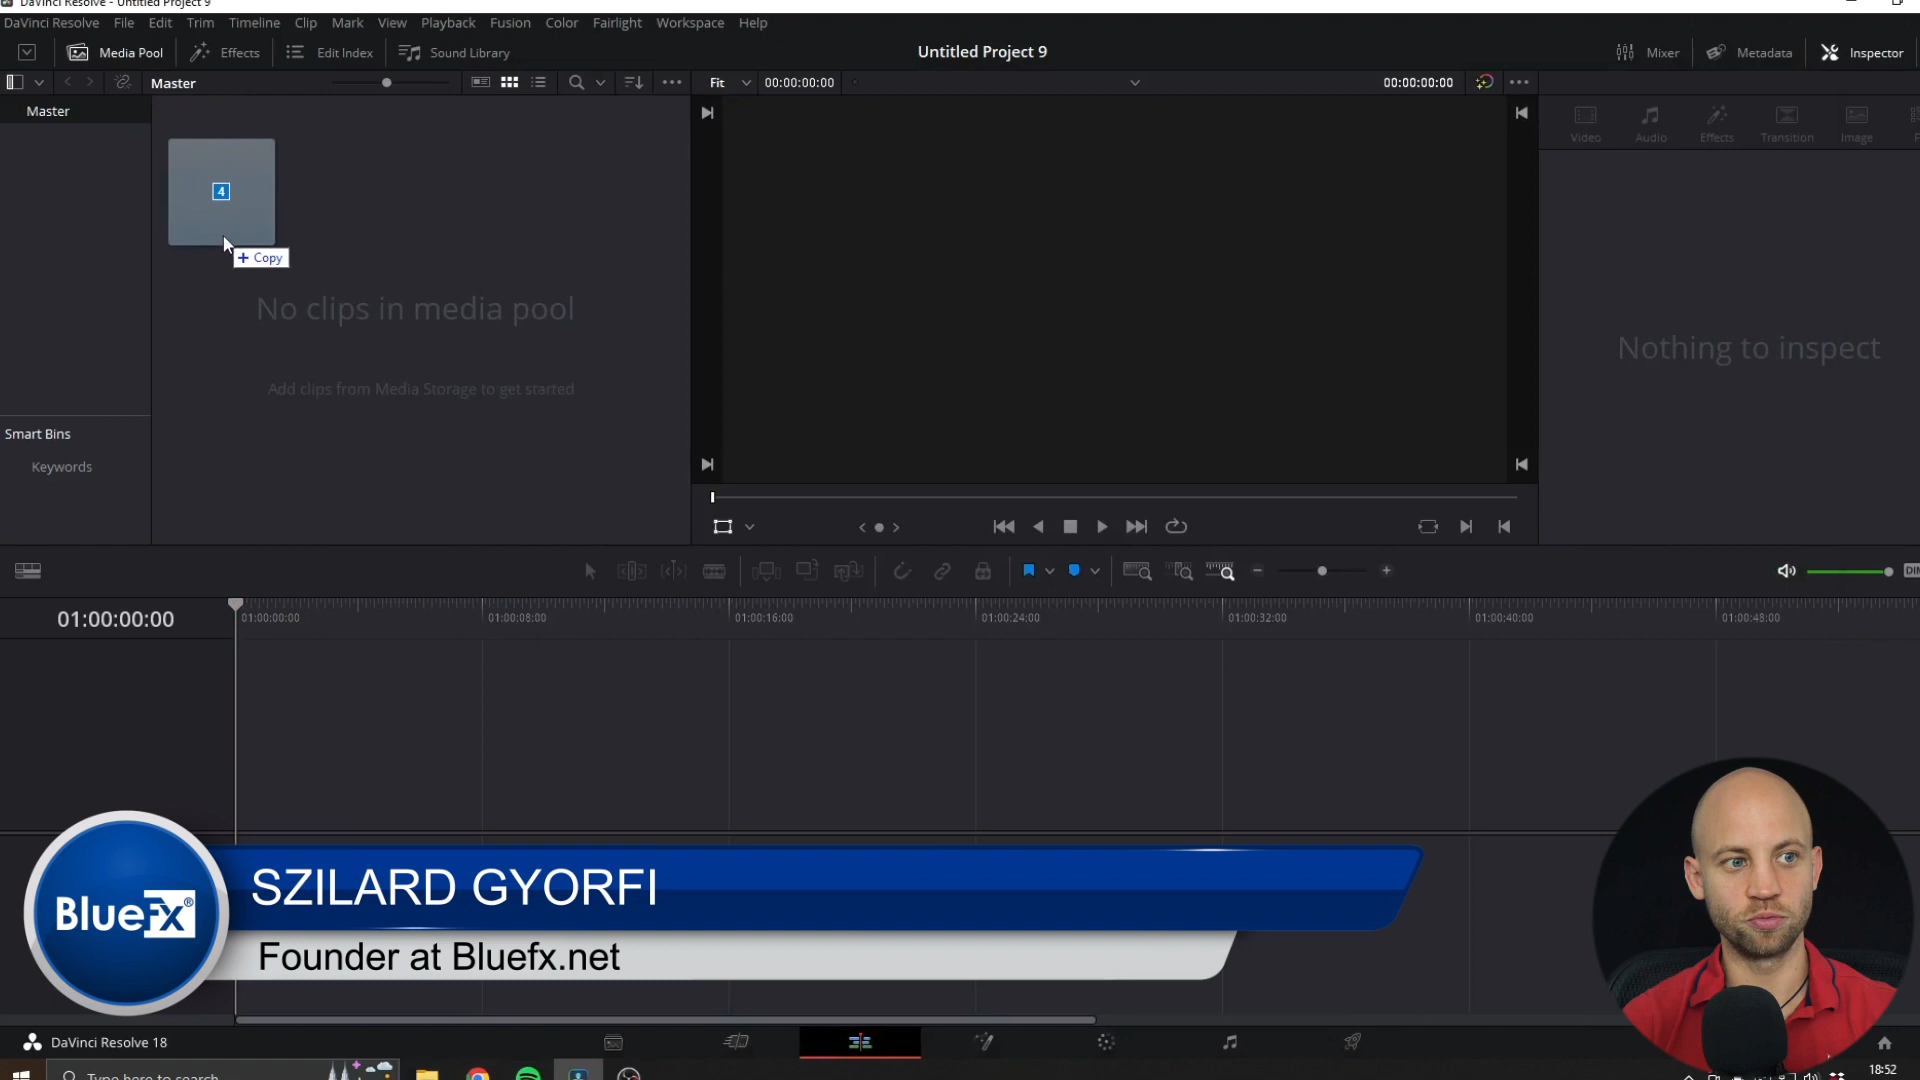 DaVinci Resolve - Untitled Project 9
DaVinci Resolve File Edit Trim Timeline Clip Mark View Playback Fusion Color Fairlight Workspace Help
Media Pool Effects Edit Index Sound Library Untitled Project 9 Mixer Metadata Inspector
Master Fit 00:00:00:00 00:00:00:00
Master
Video Audio Effects Transition Image
4
Copy
No clips in media pool
Add clips from Media Storage to get started
Nothing to inspect
Smart Bins
Keywords
01:00:00:00
01:00:00:00 01:00:08:00 01:00:16:00 01:00:24:00 01:00:32:00 01:00:40:00 01:00:48:00
BlueFX®
SZILARD GYORFI
Founder at Bluefx.net
DaVinci Resolve 18
Type here to search
18:52